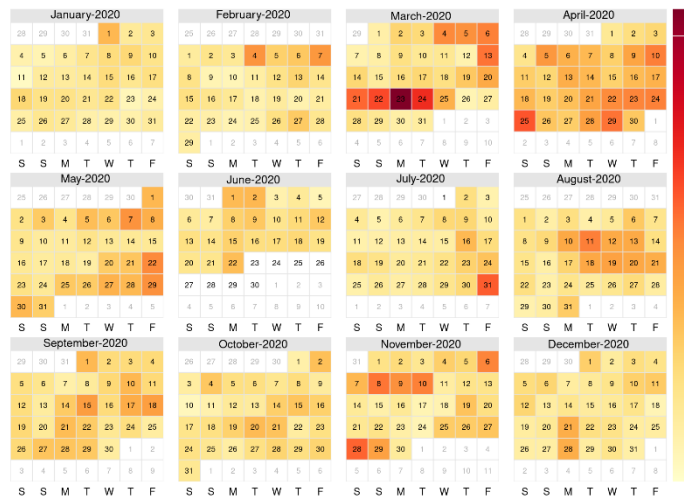 January-2020
28 29 30 31 1 2 3
4 5 6 7 8 9 10
11 12 13 14 15 16 17
18 19 20 21 22 23 24
25 26 27 28 29 30 31
1 2 3 4 5 6 7
S S M T W T F
February-2020
25 26 27 28 29 30 31
1 2 3 4 5 6 7
8 9 10 11 12 13 14
15 16 17 18 19 20 21
22 23 24 25 26 27 28
29 1 2 3 4 5 6
S S M T W T F
March-2020
29 1 2 3 4 5 6
7 8 9 10 11 12 13
14 15 16 17 18 19 20
21 22 23 24 25 26 27
28 29 30 31 1 2 3
4 5 6 7 8 9 10
S S M T W T F
April-2020
28 29 30 31 1 2 3
4 5 6 7 8 9 10
11 12 13 14 15 16 17
18 19 20 21 22 23 24
25 26 27 28 29 30 1
2 3 4 5 6 7 8
S S M T W T F
May-2020
25 26 27 28 29 30 1
2 3 4 5 6 7 8
9 10 11 12 13 14 15
16 17 18 19 20 21 22
23 24 25 26 27 28 29
30 31 1 2 3 4 5
S S M T W T F
June-2020
30 31 1 2 3 4 5
6 7 8 9 10 11 12
13 14 15 16 17 18 19
20 21 22 23 24 25 26
27 28 29 30 1 2 3
4 5 6 7 8 9 10
S S M T W T F
July-2020
27 28 29 30 1 2 3
4 5 6 7 8 9 10
11 12 13 14 15 16 17
18 19 20 21 22 23 24
25 26 27 28 29 30 31
1 2 3 4 5 6 7
S S M T W T F
August-2020
25 26 27 28 29 30 31
1 2 3 4 5 6 7
8 9 10 11 12 13 14
15 16 17 18 19 20 21
22 23 24 25 26 27 28
29 30 31 1 2 3 4
S S M T W T F
September-2020
29 30 31 1 2 3 4
5 6 7 8 9 10 11
12 13 14 15 16 17 18
19 20 21 22 23 24 25
26 27 28 29 30 1 2
3 4 5 6 7 8 9
S S M T W T F
October-2020
26 27 28 29 30 1 2
3 4 5 6 7 8 9
10 11 12 13 14 15 16
17 18 19 20 21 22 23
24 25 26 27 28 29 30
31 1 2 3 4 5 6
S S M T W T F
November-2020
31 1 2 3 4 5 6
7 8 9 10 11 12 13
14 15 16 17 18 19 20
21 22 23 24 25 26 27
28 29 30 1 2 3 4
5 6 7 8 9 10 11
S S M T W T F
December-2020
28 29 30 1 2 3 4
5 6 7 8 9 10 11
12 13 14 15 16 17 18
19 20 21 22 23 24 25
26 27 28 29 30 31 1
2 3 4 5 6 7 8
S S M T W T F